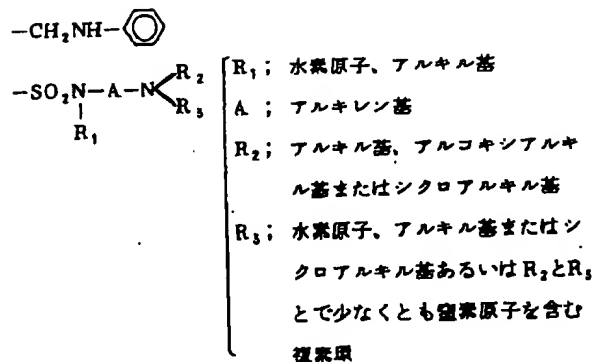 −CH₂NH−
−SO₂N−A−N R₂ R₃
R₁
R₁； 水素原子、アルキル基
A ； アルキレン基
R₂； アルキル基、アルコキシアルキ
ル基またはシクロアルキル基
R₃； 水素原子、アルキル基またはシ
クロアルキル基あるいはR₂とR₃
とで少なくとも窒素原子を含む
複素環